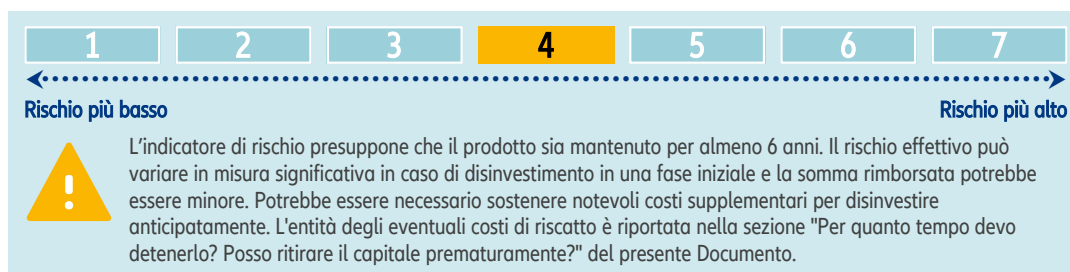 1 2 3 4 5 6 7
Rischio più basso Rischio più alto
L'indicatore di rischio presuppone che il prodotto sia mantenuto per almeno 6 anni. Il rischio effettivo può
variare in misura significativa in caso di disinvestimento in una fase iniziale e la somma rimborsata potrebbe
essere minore. Potrebbe essere necessario sostenere notevoli costi supplementari per disinvestire
anticipatamente. L'entità degli eventuali costi di riscatto è riportata nella sezione "Per quanto tempo devo
detenerlo? Posso ritirare il capitale prematuramente?" del presente Documento.